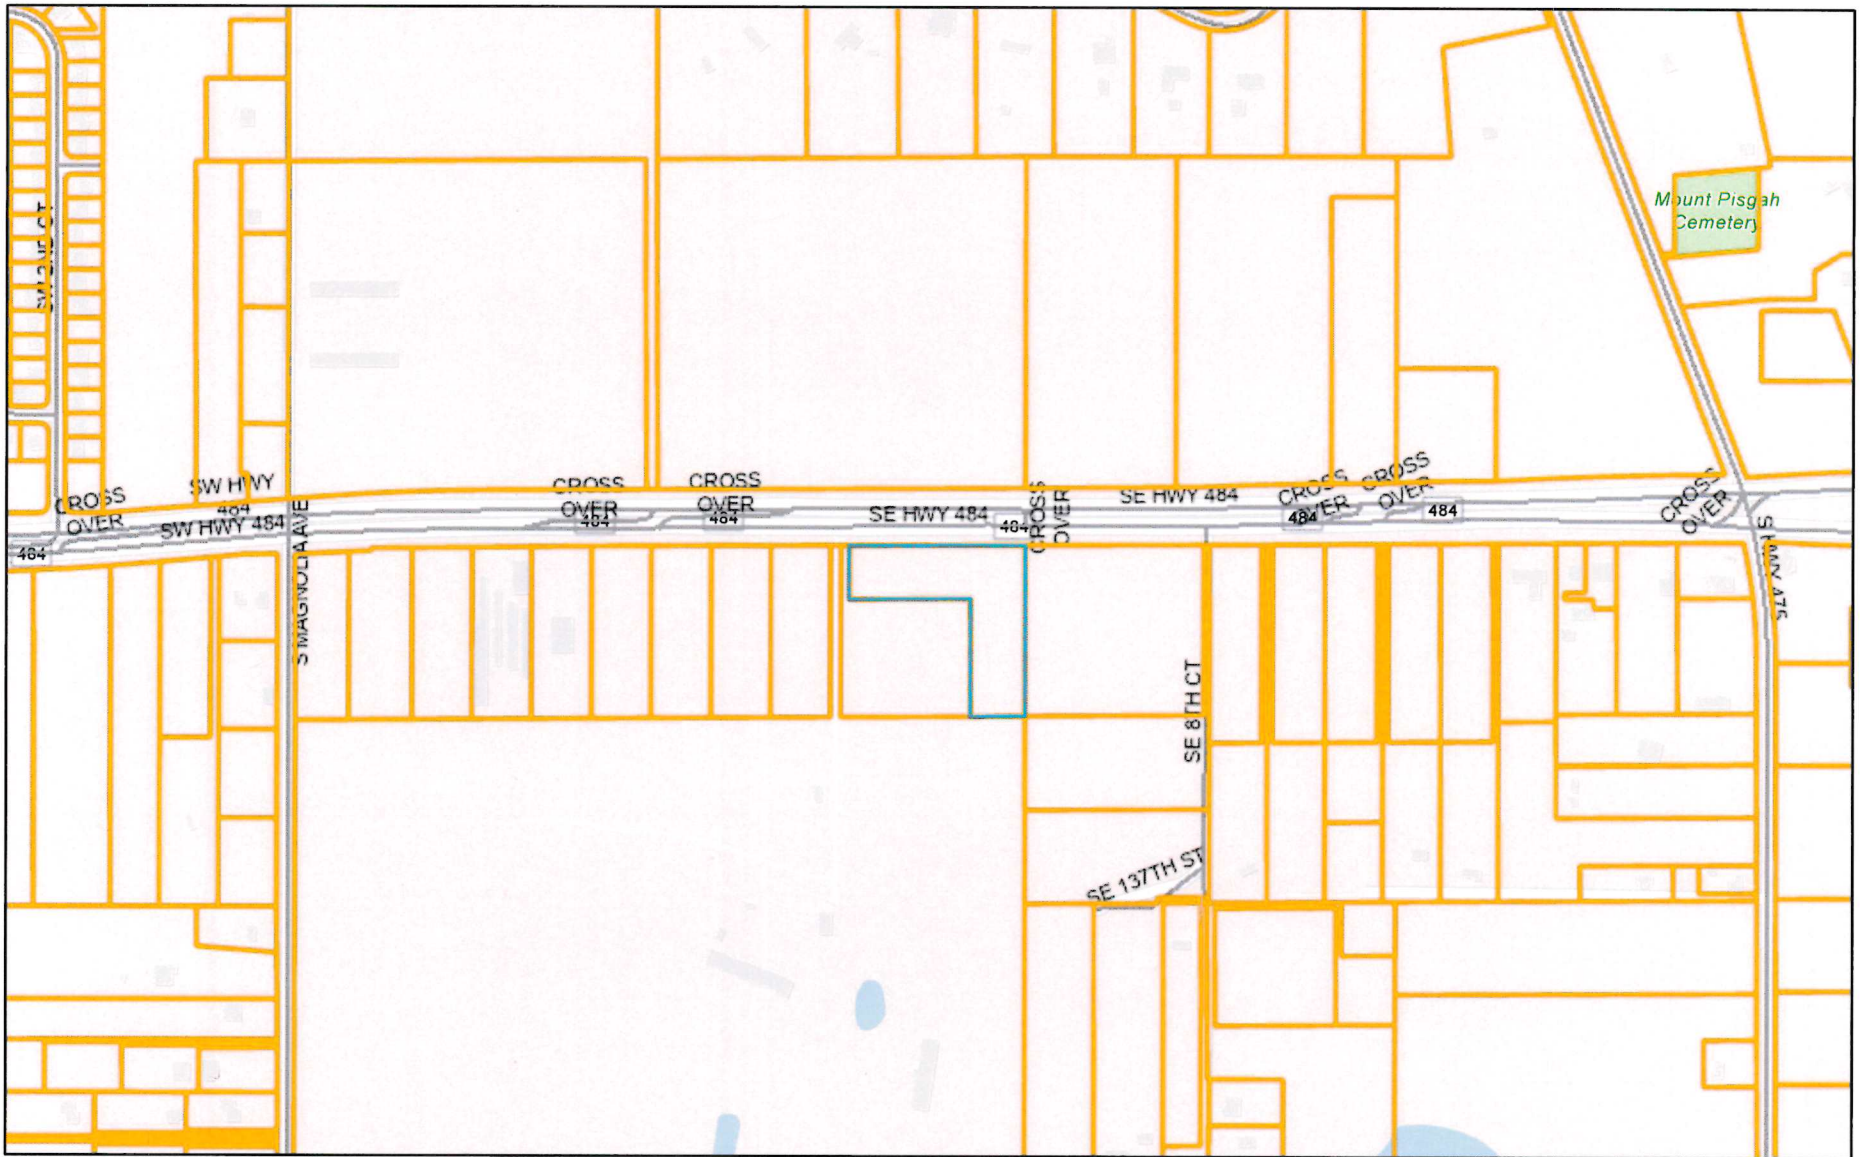 Mount Pisgah
Cemetery
SW 2ND CT
CROSS
OVER
SW HWY
484
SW HWY 484
484
S MAGNOLIA AVE
CROSS
OVER
484
CROSS
OVER
484
SE HWY 484
484
CROSS
OVER
SE HWY 484
CROSS
OVER
484
CROSS
OVER
484
CROSS
OVER
S HWY 475
SE 8TH CT
SE 137TH ST